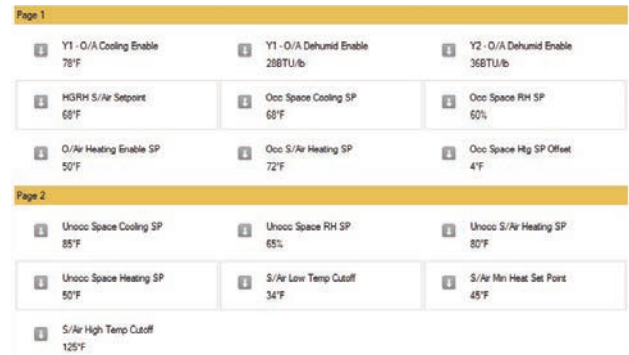 Page 1
Y1 - O/A Cooling Enable
78°F
Y1 - O/A Dehumid Enable
28BTU/lb
Y2 - O/A Dehumid Enable
36BTU/lb
HGRH S/Air Setpoint
68°F
Occ Space Cooling SP
68°F
Occ Space RH SP
60%
O/Air Heating Enable SP
50°F
Occ S/Air Heating SP
72°F
Occ Space Htg SP Offset
4°F
Page 2
Unocc Space Cooling SP
85°F
Unocc Space RH SP
65%
Unocc S/Air Heating SP
80°F
Unocc Space Heating SP
50°F
S/Air Low Temp Cutoff
34°F
S/Air Min Heat Set Point
45°F
S/Air High Temp Cutoff
125°F